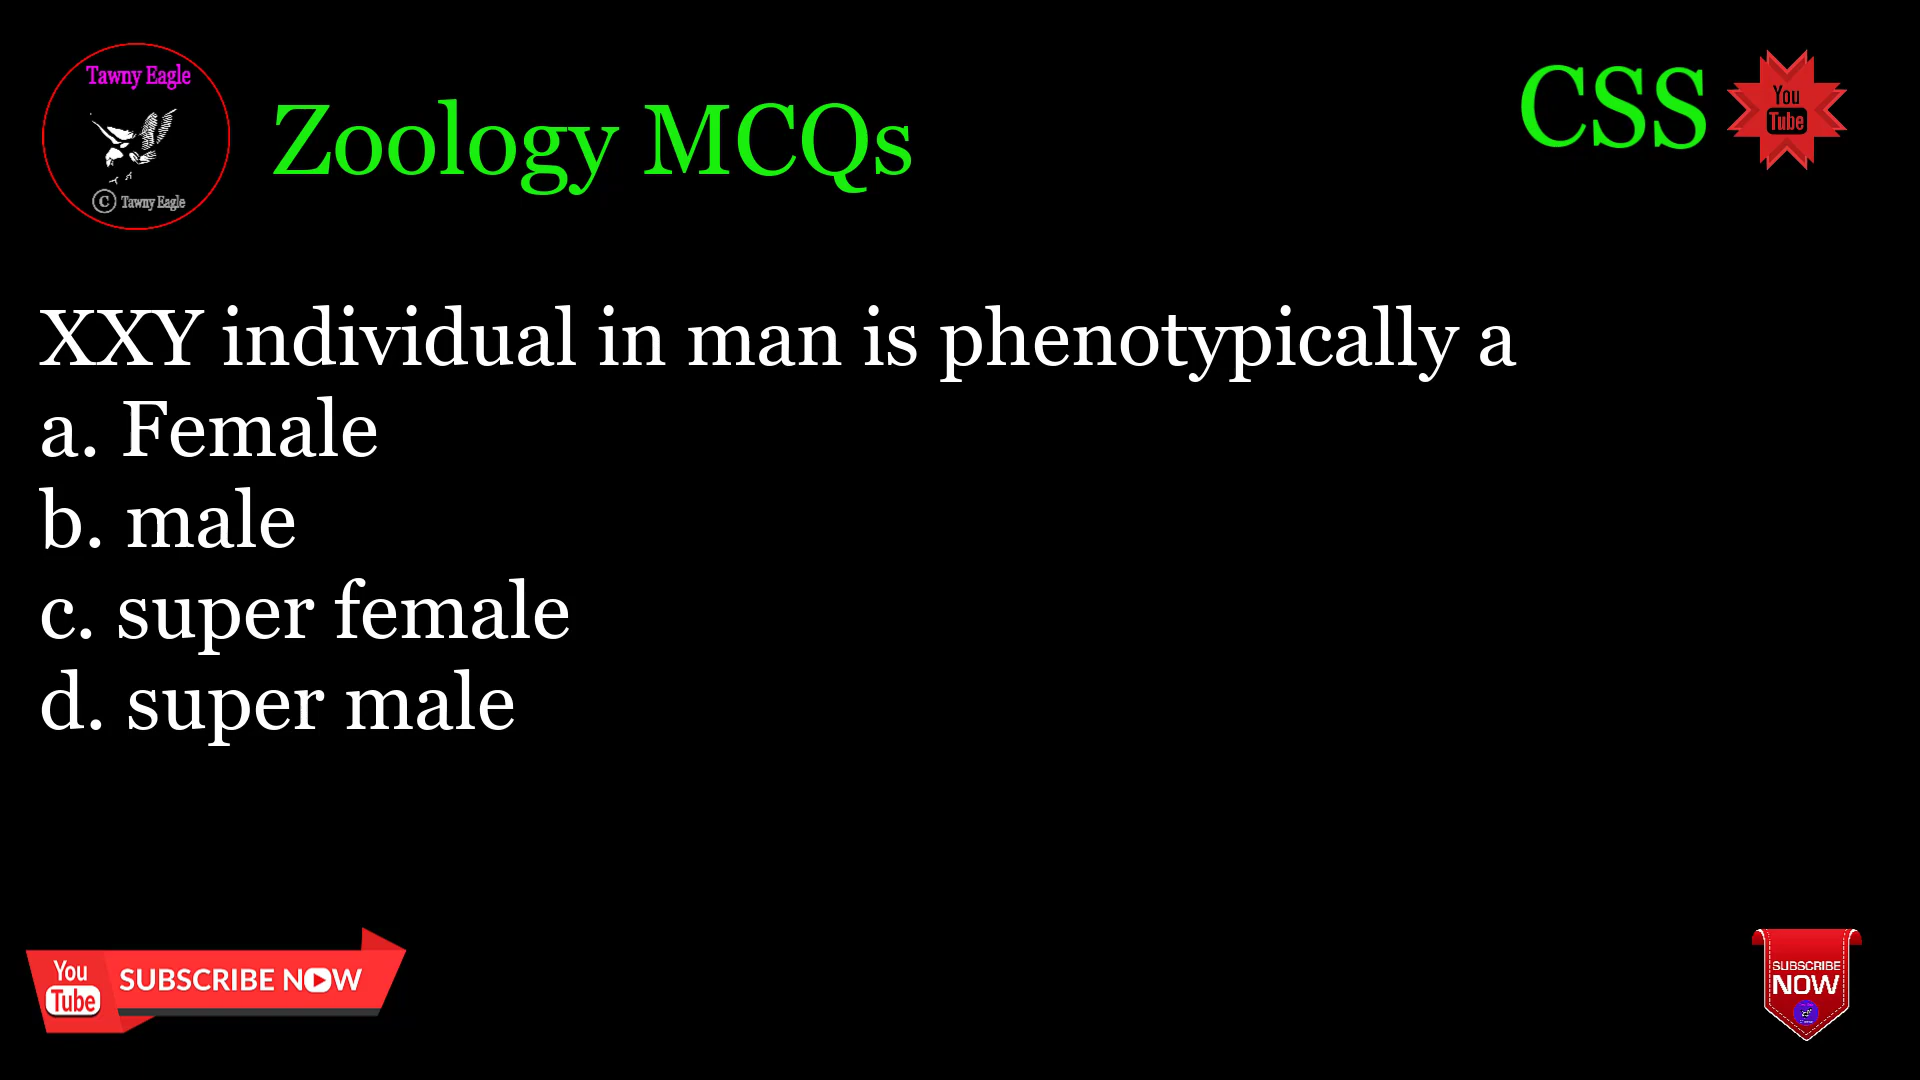 Tawny Eagle
© Tawny Eagle
Zoology MCQs
CSS
You
Tube
XXY individual in man is phenotypically a
a. Female
b. male
c. super female
d. super male
You
Tube
SUBSCRIBE NOW
SUBSCRIBE
NOW